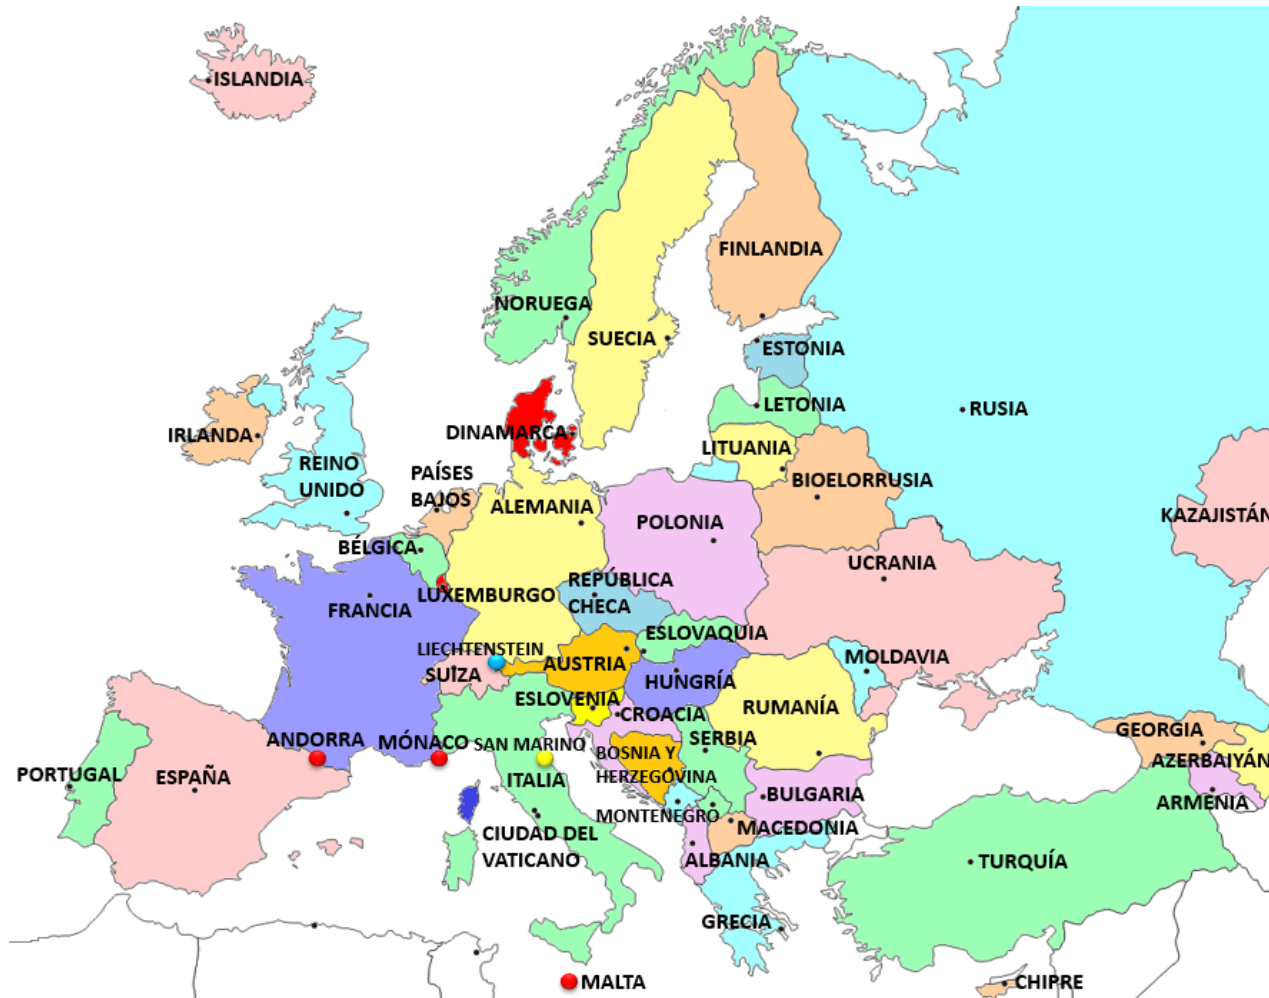 ISLANDIA
FINLANDIA
NORUEGA
SUECIA
ESTONIA
LETONIA
RUSIA
IRLANDA
DINAMARCA
LITUANIA
REINO
UNIDO
PAÍSES
BAJOS
ALEMANIA
BIOELORRUSIA
POLONIA
KAZAJISTÁN
BÉLGICA
UCRANIA
LUXEMBURGO
REPÚBLICA
CHECA
FRANCIA
ESLOVAQUIA
LIECHTENSTEIN
AUSTRIA
MOLDAVIA
SUIZA
HUNGRÍA
ESLOVENIA
CROACIA
RUMANÍA
ANDORRA
MÓNACO
SAN MARINO
SERBIA
GEORGIA
BOSNIA Y
HERZEGOVINA
AZERBAIYÁN
PORTUGAL
ESPAÑA
ITALIA
BULGARIA
ARMENIA
MONTENEGRO
MACEDONIA
CIUDAD DEL
VATICANO
ALBANIA
TURQUÍA
GRECIA
MALTA
CHIPRE